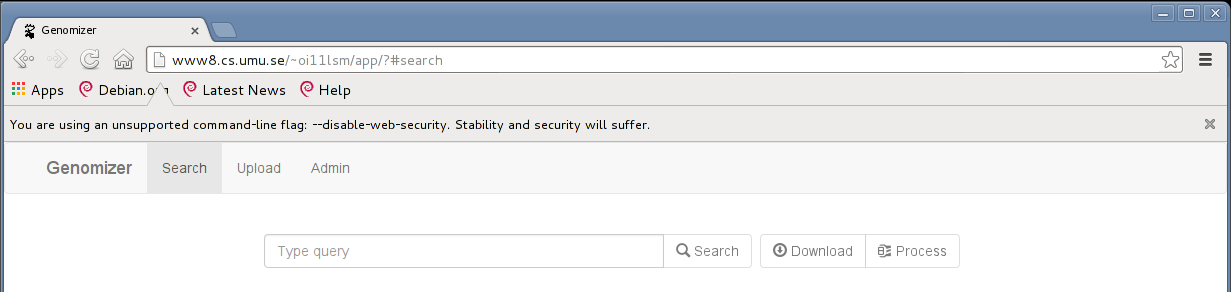 Genomizer
www8.cs.umu.se/~oi11lsm/app/?#search
Apps Debian.org Latest News Help
You are using an unsupported command-line flag: --disable-web-security. Stability and security will suffer.
Genomizer Search Upload Admin
Type query Search Download Process